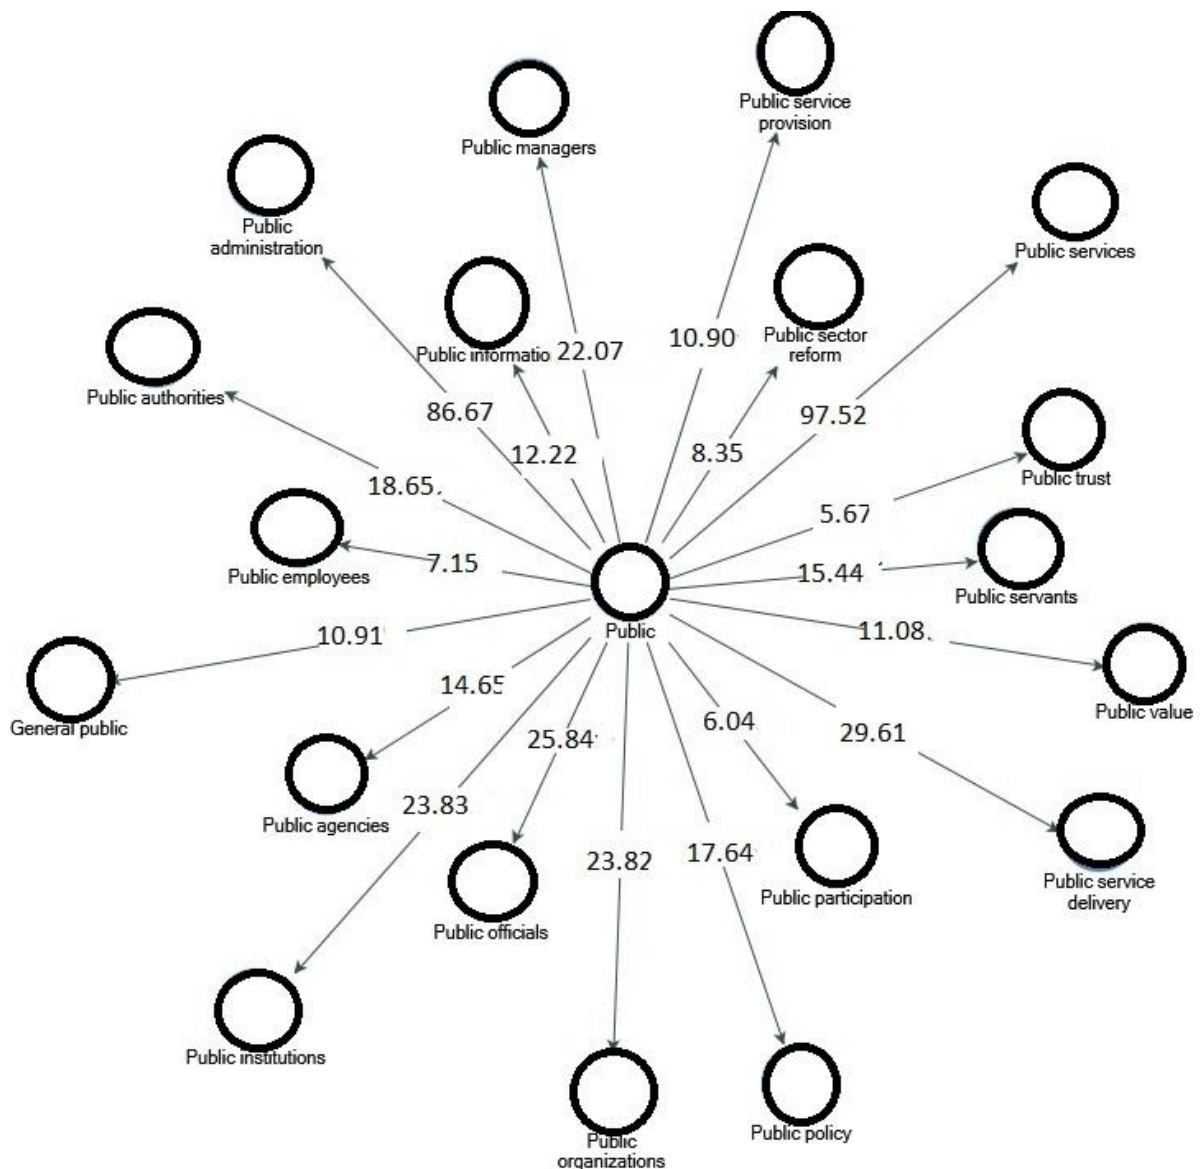 Public service
provision
Public managers
Public
administration
Public services
Public informatio
22.07
10.90
Public sector
reform
Public authorities
86.67
97.52
12.22
8.35
Public trust
18.65
5.67
Public employees
7.15
15.44
Public servants
Public
10.91
11.08
General public
14.65
6.04
Public value
25.84
29.61
23.83
Public agencies
23.82
17.64
Public officials
Public participation
Public service
delivery
Public institutions
Public policy
Public
organizations